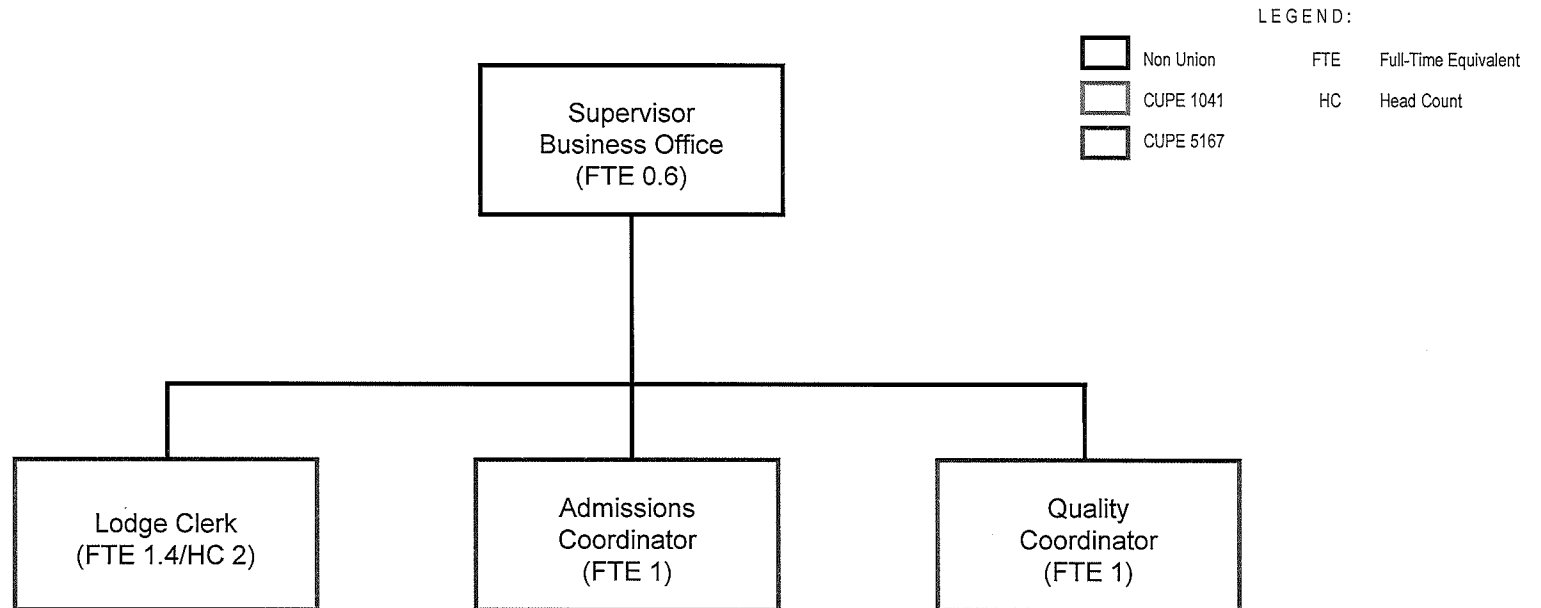 LEGEND:
Non Union FTE Full-Time Equivalent
CUPE 1041 HC Head Count
CUPE 5167
Supervisor
Business Office
(FTE 0.6)
Lodge Clerk
(FTE 1.4/HC 2)
Admissions
Coordinator
(FTE 1)
Quality
Coordinator
(FTE 1)